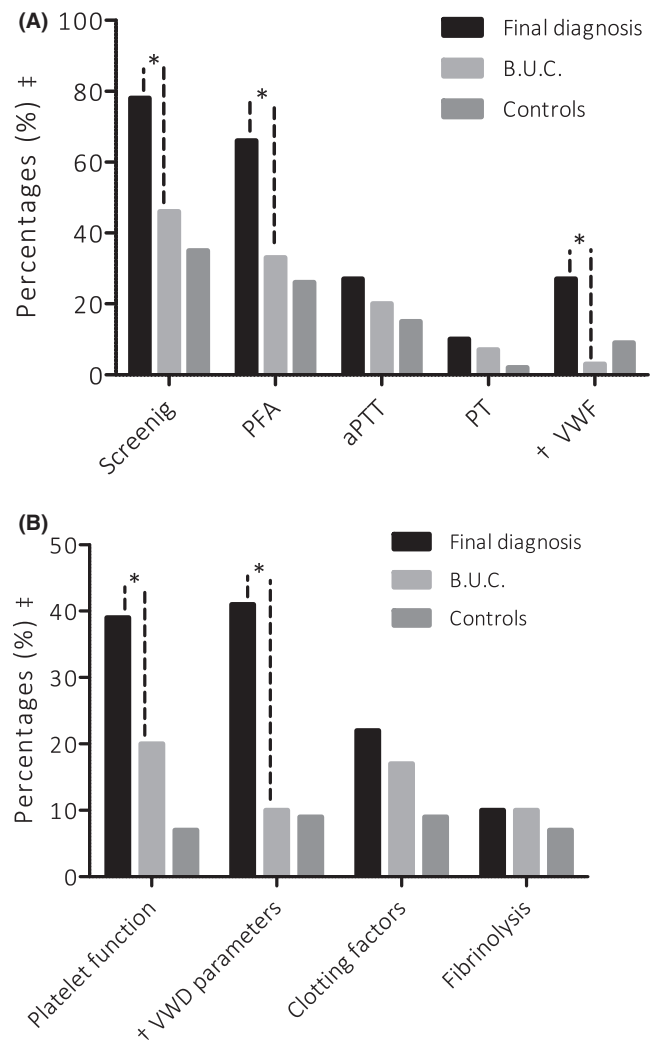 (A)
Percentages (%) ‡
100
80
60
40
20
0
Final diagnosis
B.U.C.
Controls
*
*
*
Screenig
PFA
aPTT
PT
† VWF
(B)
Percentages (%) ‡
50
40
30
20
10
0
Final diagnosis
B.U.C.
Controls
*
*
Platelet function
† VWD parameters
Clotting factors
Fibrinolysis